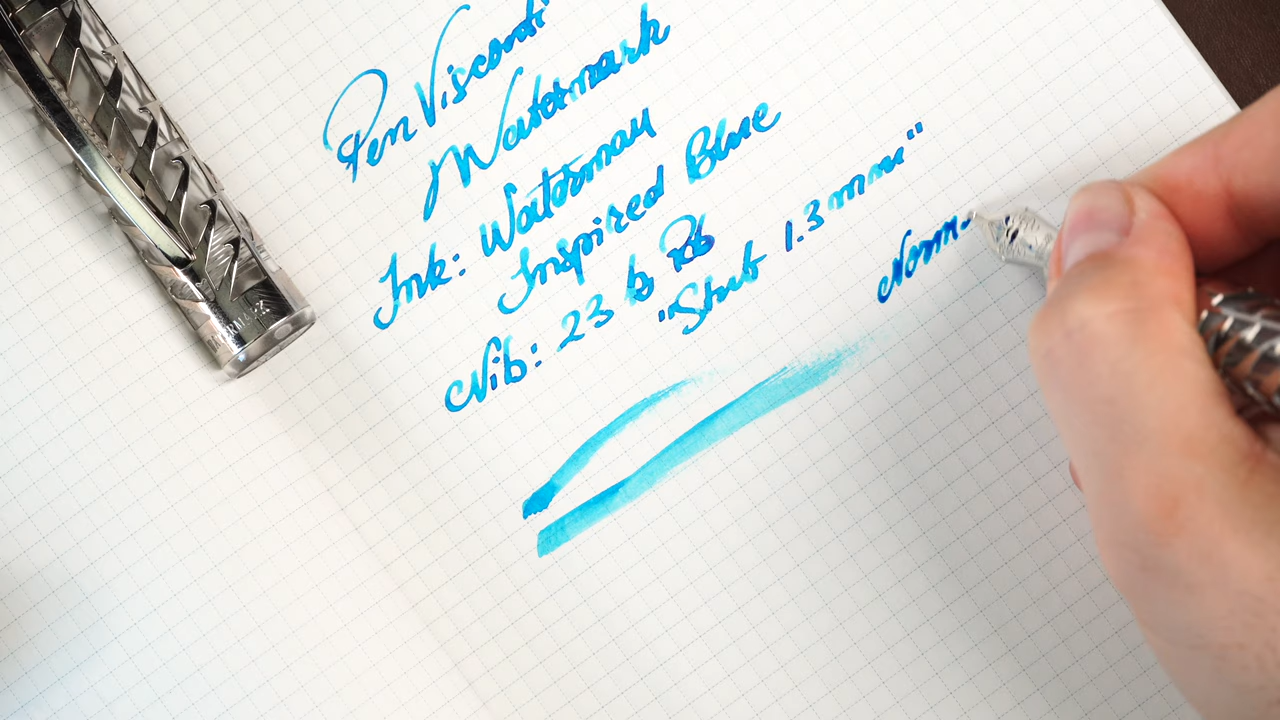 Pen Visconti
Watermark
Ink: Waterman
Inspired Blue
Nib: 23 k Pd
"Stub 1.3 mm"
Norm